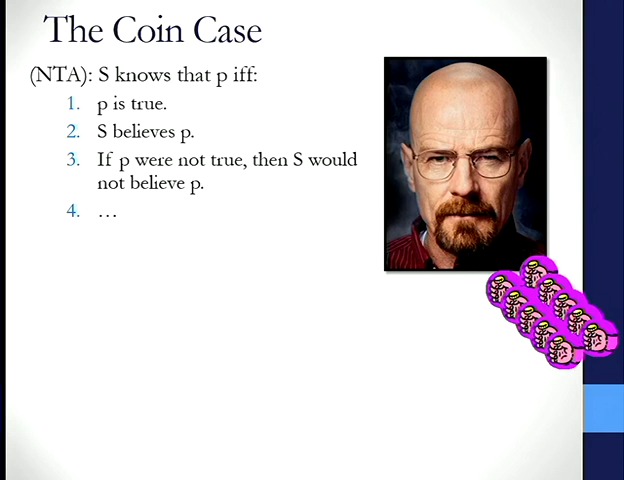 The Coin Case
(NTA): S knows that p iff:
1. p is true.
2. S believes p.
3. If p were not true, then S would
not believe p.
4. …